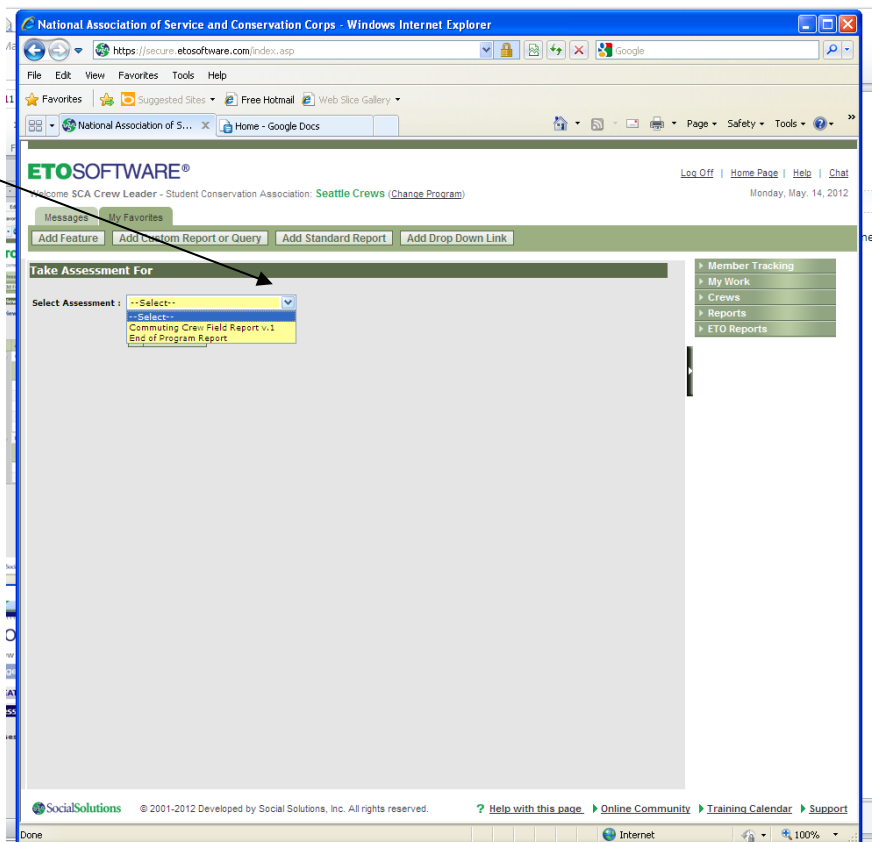 National Association of Service and Conservation Corps - Windows Internet Explorer
https://secure.etosoftware.com/index.asp
Google
File Edit View Favorites Tools Help
Favorites Suggested Sites Free Hotmail Web Slice Gallery
National Association of S... X Home - Google Docs Page Safety Tools »
ETOSOFTWARE®
Log Off | Home Page | Help | Chat
Welcome SCA Crew Leader - Student Conservation Association: Seattle Crews (Change Program)
Monday, May. 14, 2012
Messages My Favorites
Add Feature Add Custom Report or Query Add Standard Report Add Drop Down Link
Take Assessment For
Select Assessment : --Select--
--Select--
Commuting Crew Field Report v.1
End of Program Report
Member Tracking
My Work
Crews
Reports
ETO Reports
SocialSolutions © 2001-2012 Developed by Social Solutions, Inc. All rights reserved. ? Help with this page Online Community Training Calendar Support
Done Internet 100%